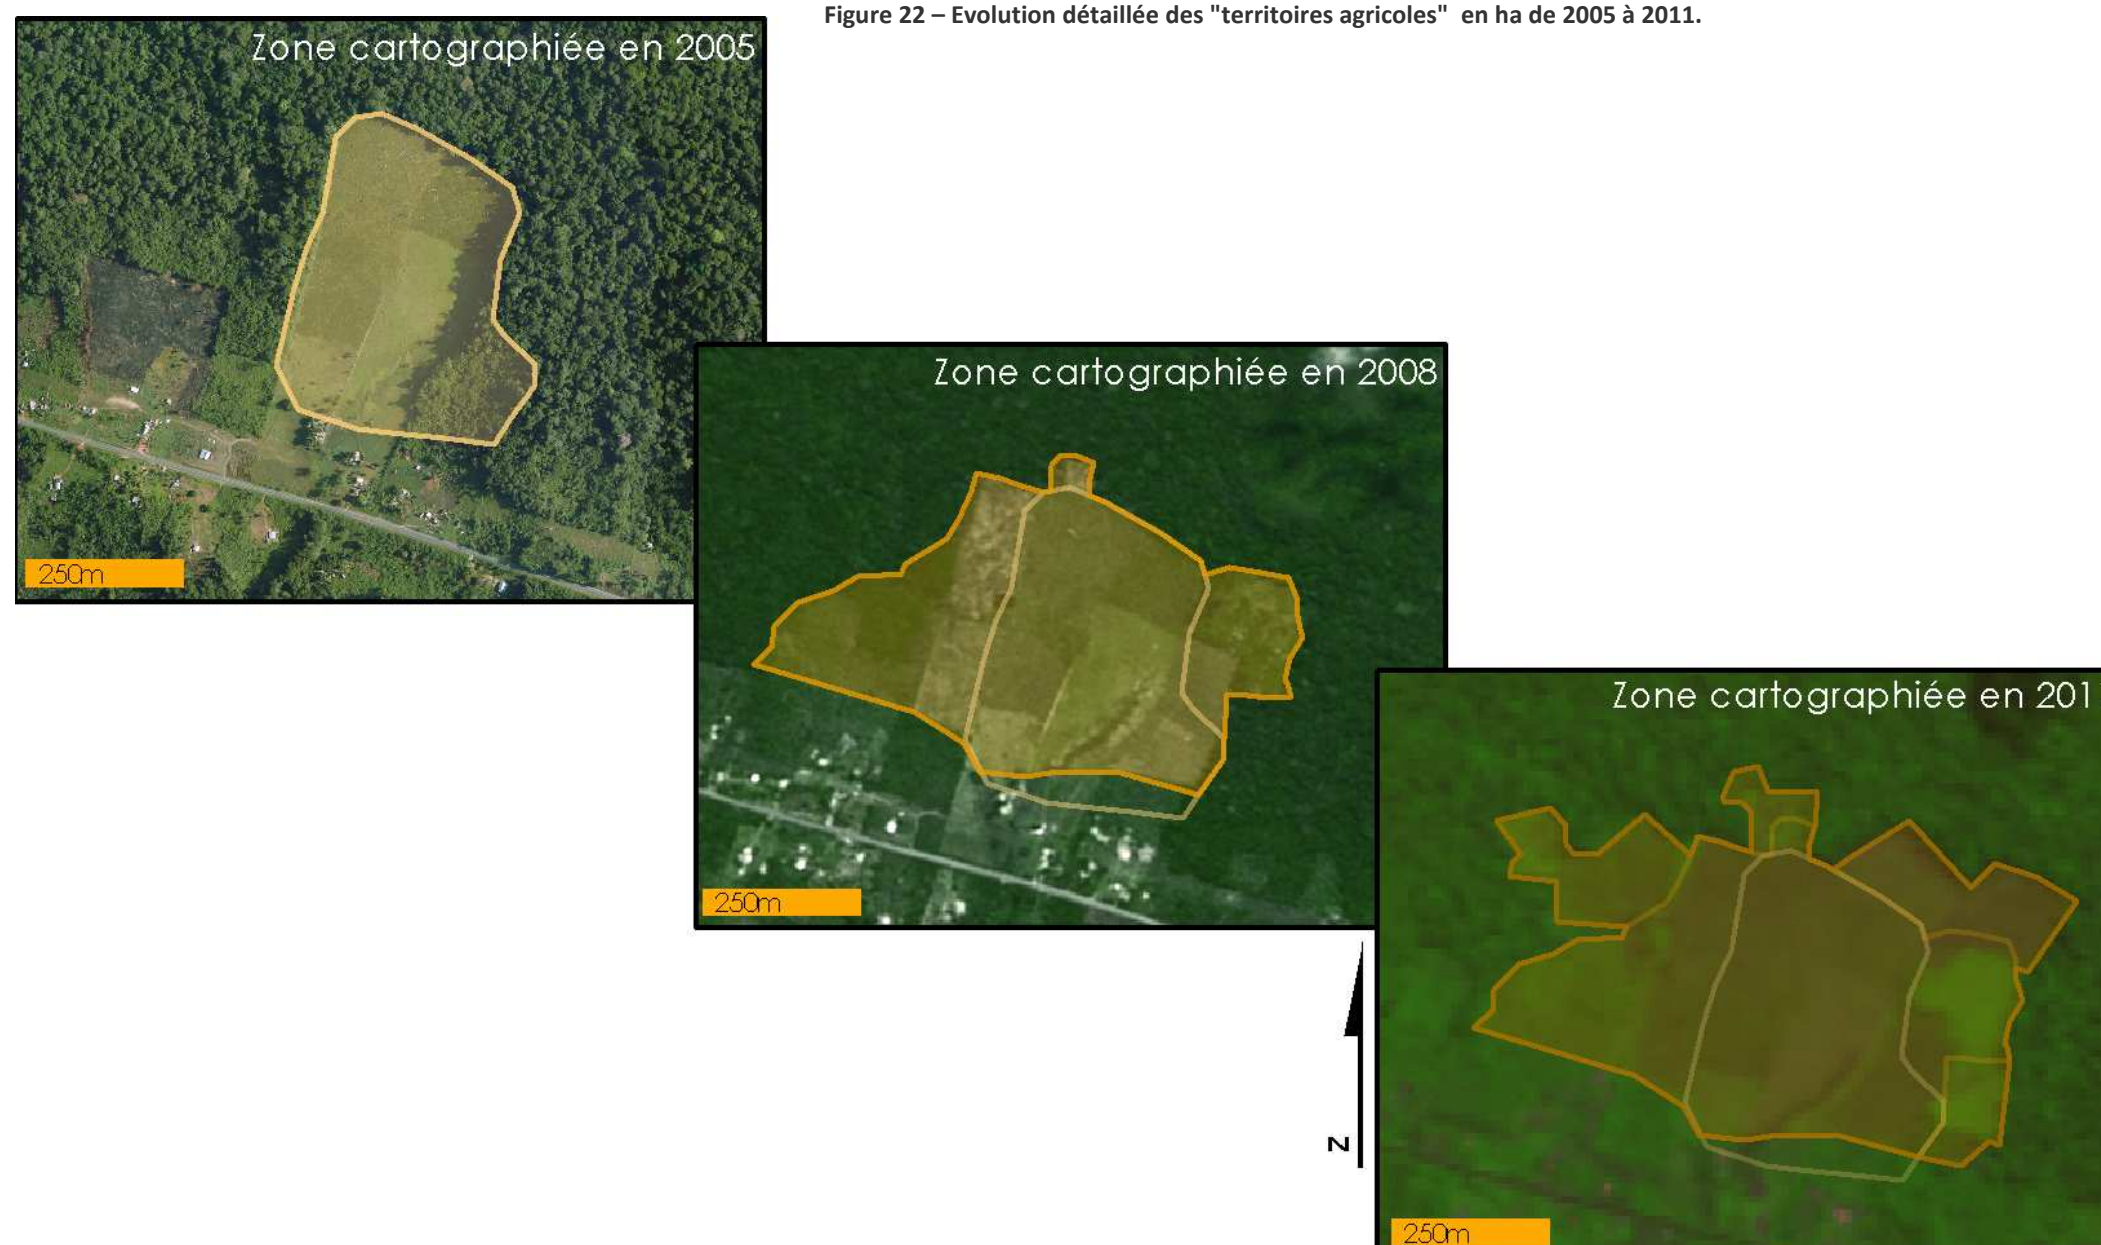 Figure 22 – Evolution détaillée des "territoires agricoles" en ha de 2005 à 2011.
Zone cartographiée en 2005
250m
Zone cartographiée en 2008
250m
Zone cartographiée en 201
N
250m